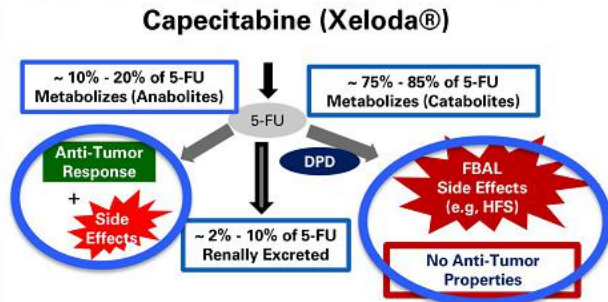 Capecitabine (Xeloda®)
~ 10% - 20% of 5-FU
Metabolizes (Anabolites)
~ 75% - 85% of 5-FU
Metabolizes (Catabolites)
5-FU
DPD
Anti-Tumor
Response
+
Side
Effects
FBAL
Side Effects
(e.g, HFS)
~ 2% - 10% of 5-FU
Renally Excreted
No Anti-Tumor
Properties